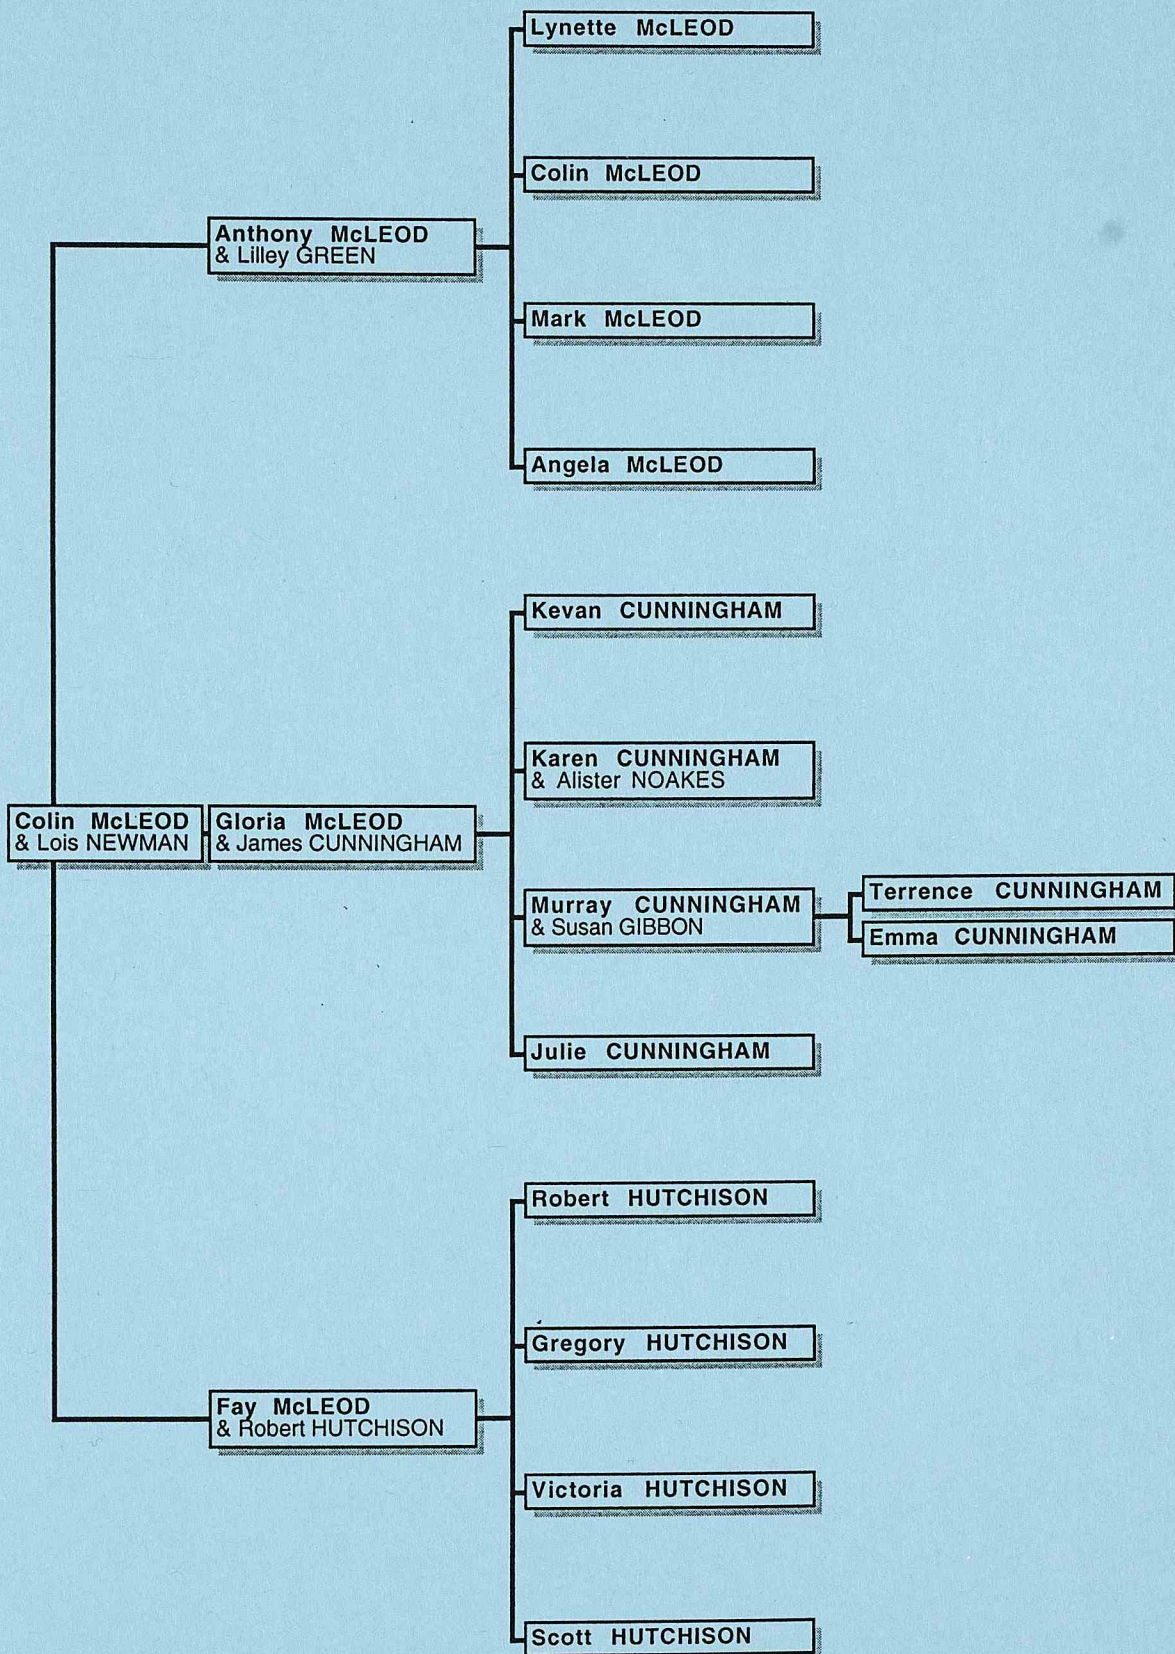 Lynette McLEOD
Colin McLEOD
Anthony McLEOD
& Lilley GREEN
Mark McLEOD
Angela McLEOD
Kevan CUNNINGHAM
Karen CUNNINGHAM
& Alister NOAKES
Colin McLEOD
& Lois NEWMAN
Gloria McLEOD
& James CUNNINGHAM
Murray CUNNINGHAM
& Susan GIBBON
Terrence CUNNINGHAM
Emma CUNNINGHAM
Julie CUNNINGHAM
Robert HUTCHISON
Gregory HUTCHISON
Fay McLEOD
& Robert HUTCHISON
Victoria HUTCHISON
Scott HUTCHISON